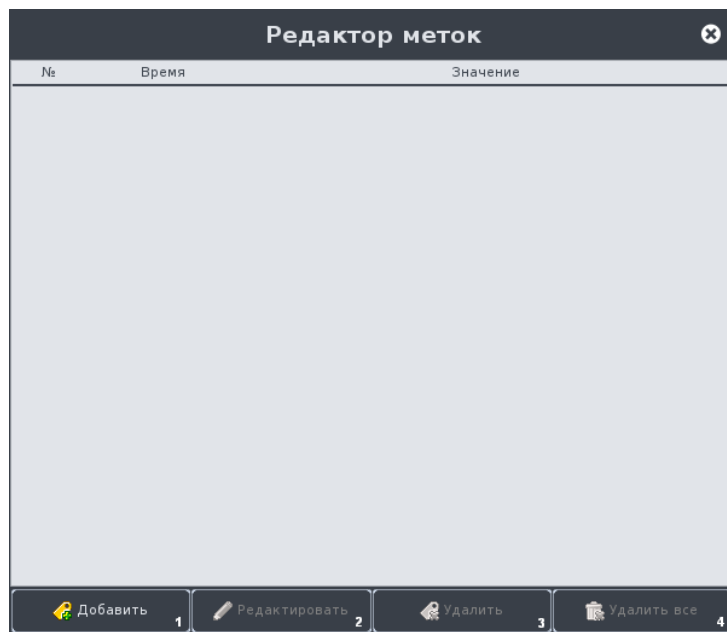 Редактор меток
№ Время Значение
Добавить 1 Редактировать 2 Удалить 3 Удалить все 4